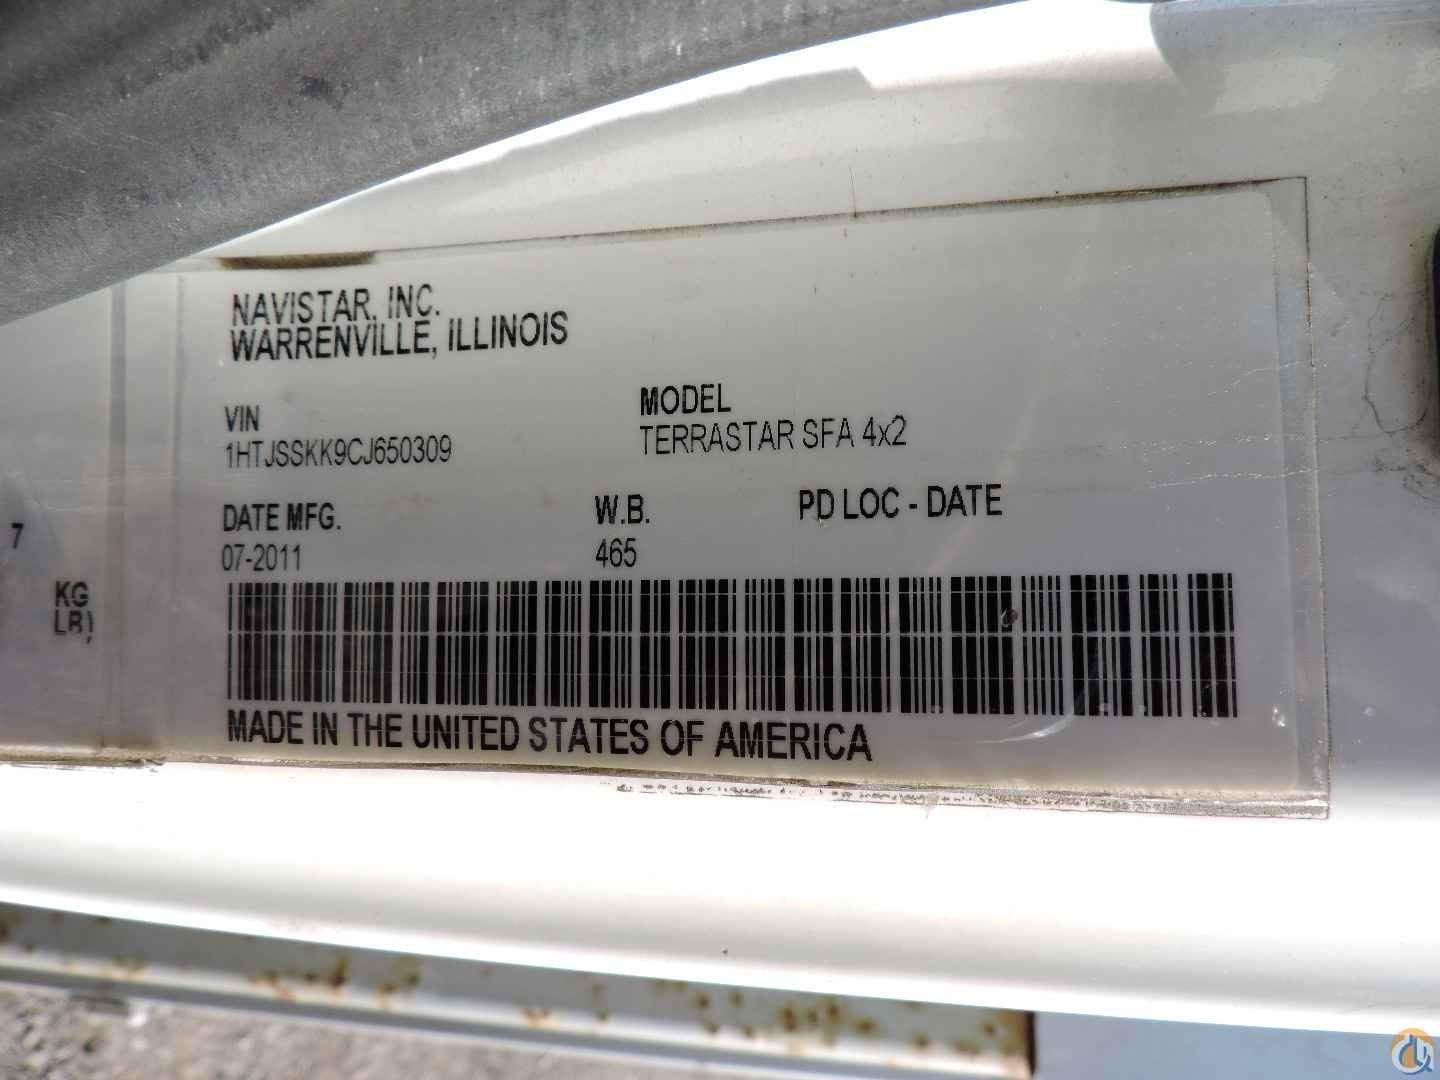 NAVISTAR, INC.
WARRENVILLE, ILLINOIS
VIN
1HTJSSKK9CJ650309
MODEL
TERRASTAR SFA 4x2
DATE MFG.
07-2011
W.B.
465
PD LOC - DATE
MADE IN THE UNITED STATES OF AMERICA
7
KG
LB)